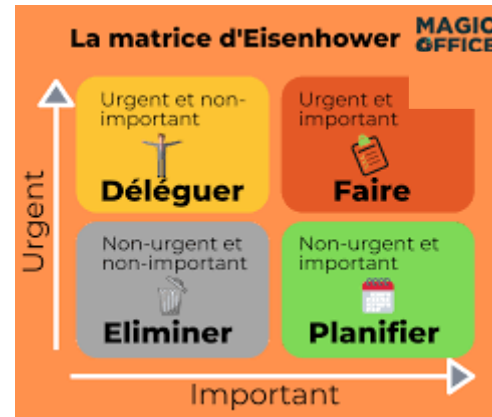 La matrice d'Eisenhower
MAGIC
OFFICE
Urgent et non-
important
Déléguer
Urgent et
important
Faire
Non-urgent et
non-important
Eliminer
Non-urgent et
important
Planifier
Urgent
Important